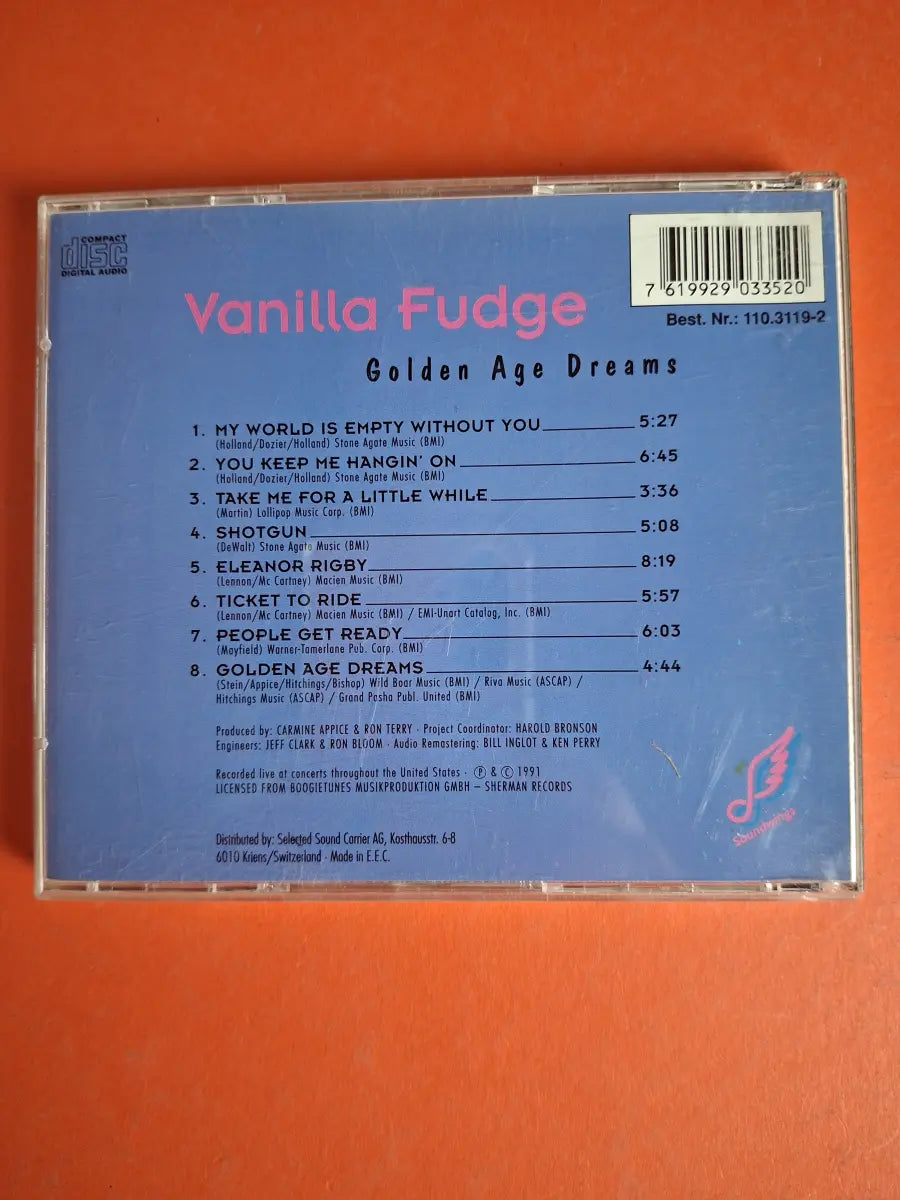 COMPACT
disc
DIGITAL AUDIO
7 619929 033520
Best. Nr.: 110.3119-2
Vanilla Fudge
Golden Age Dreams
1. MY WORLD IS EMPTY WITHOUT YOU 5:27
(Holland/Dozier/Holland) Stone Agate Music (BMI)
2. YOU KEEP ME HANGIN' ON 6:45
(Holland/Dozier/Holland) Stone Agate Music (BMI)
3. TAKE ME FOR A LITTLE WHILE 3:36
(Martin) Lollipop Music Corp. (BMI)
4. SHOTGUN 5:08
(DeWalt) Stone Agate Music (BMI)
5. ELEANOR RIGBY 8:19
(Lennon/Mc Cartney) Macien Music (BMI)
6. TICKET TO RIDE 5:57
(Lennon/Mc Cartney) Macien Music (BMI) / EMI-Unart Catalog, Inc. (BMI)
7. PEOPLE GET READY 6:03
(Mayfield) Warner-Tamerlane Pub. Corp. (BMI)
8. GOLDEN AGE DREAMS 4:44
(Stein/Appice/Hitchings/Bishop) Wild Boar Music (BMI) / Riva Music (ASCAP) /
Hitchings Music (ASCAP) / Grand Pasha Publ. United (BMI)
Produced by: CARMINE APPICE & RON TERRY · Project Coordinator: HAROLD BRONSON
Engineers: JEFF CLARK & RON BLOOM · Audio Remastering: BILL INGLOT & KEN PERRY
Recorded live at concerts throughout the United States · ℗ & © 1991
LICENSED FROM BOOGIETUNES MUSIKPRODUKTION GMBH – SHERMAN RECORDS
Soundwings
Distributed by: Selected Sound Carrier AG, Kosthausstr. 6-8
6010 Kriens/Switzerland · Made in E.E.C.